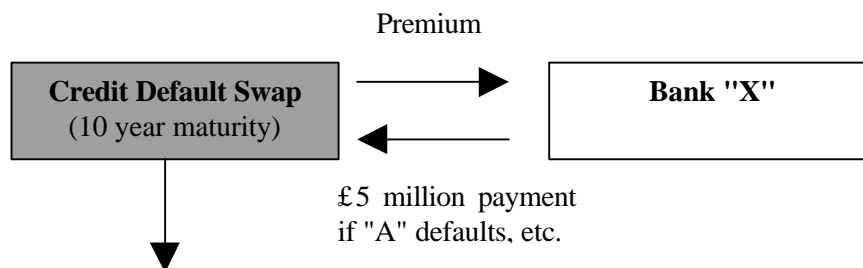 Premium
Credit Default Swap
(10 year maturity)
Bank "X"
£5 million payment
if "A" defaults, etc.